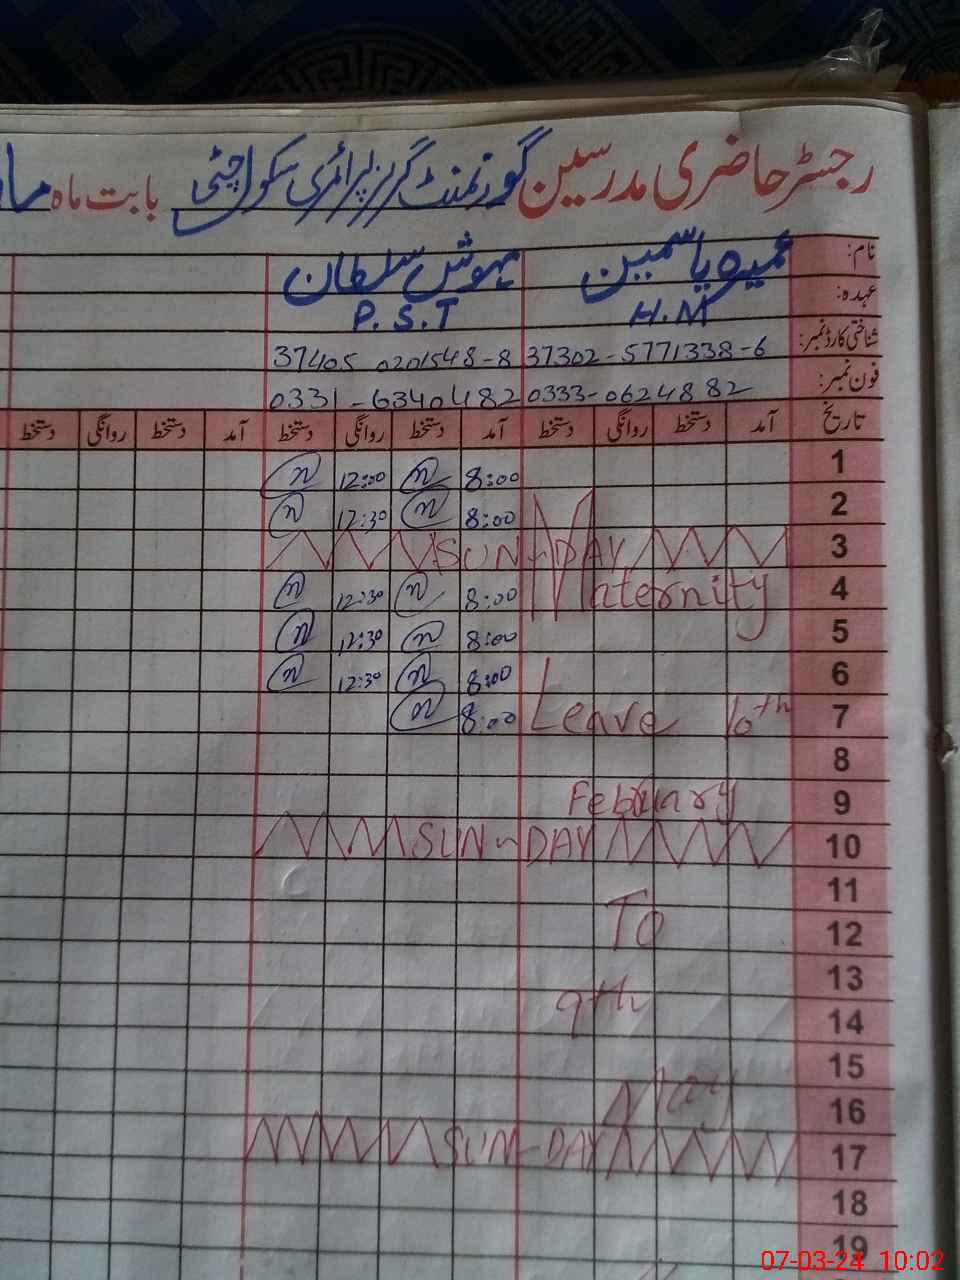 رجسٹر حاضری مدرسین گورنمنٹ گرلز پرائمری سکول چٹی بابت ماہ
نام: یاسمین مہوش سلطان
عہدہ: H.M P.S.T
شناختی کارڈ نمبر: 37302-5771338-6 37405 0201548-8
فون نمبر: 0333-0624882 0331-6340482
تاریخ آمد دستخط روانگی دستخط آمد دستخط روانگی دستخط آمد دستخط روانگی دستخط
1 8:00 12:00
2 8:00 12:30
3 SUN-DAY
4 Maternity 8:00 12:30
5 8:00 12:30
6 8:00 12:30
7 Leave 10th 8:00
8
9 February
10 SUN-DAY
11
12 To
13
14 9th
15
16 May
17 SUN-DAY
18
19
07-03-24 10:02